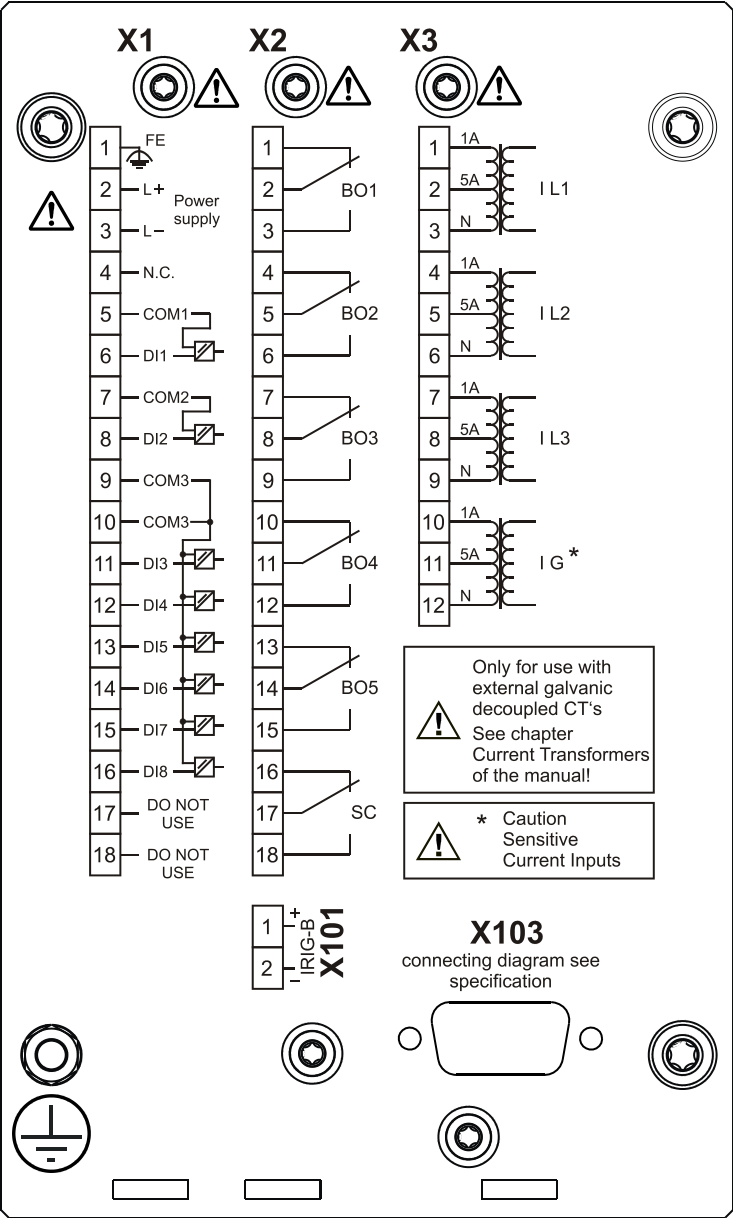 X1 X2 X3
1 FE
2 L+
Power
supply
3 L–
4 N.C.
5 COM1
6 DI1
7 COM2
8 DI2
9 COM3
10 COM3
11 DI3
12 DI4
13 DI5
14 DI6
15 DI7
16 DI8
17 DO NOT
USE
18 DO NOT
USE
1
2 BO1
3
4
5 BO2
6
7
8 BO3
9
10
11 BO4
12
13
14 BO5
15
16
17 SC
18
1 1A
2 5A I L1
3 N
4 1A
5 5A I L2
6 N
7 1A
8 5A I L3
9 N
10 1A
11 5A I G*
12 N
Only for use with
external galvanic
decoupled CT‘s
See chapter
Current Transformers
of the manual!
* Caution
Sensitive
Current Inputs
1 +
2 –
IRIG-B
X101
X103
connecting diagram see
specification